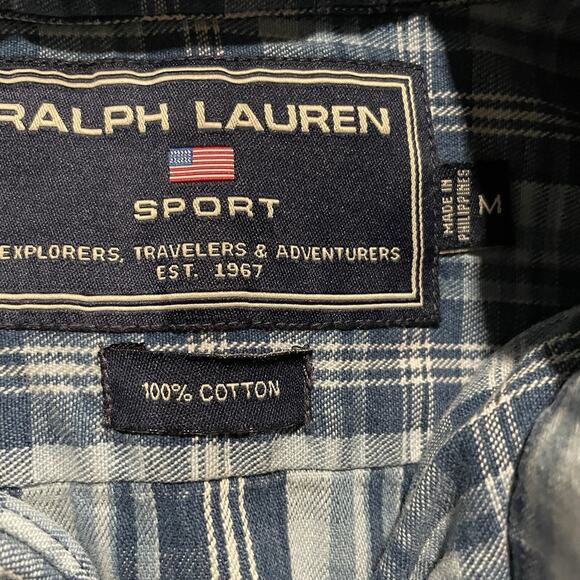 RALPH LAUREN
SPORT
EXPLORERS, TRAVELERS & ADVENTURERS
EST. 1967
MADE IN
PHILIPPINES
M
100% COTTON